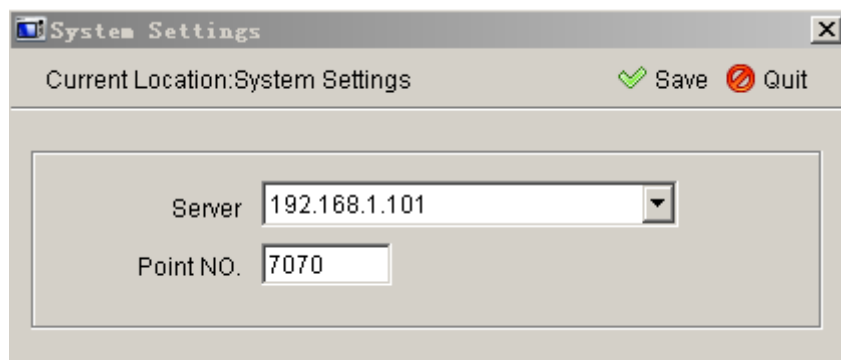 System Settings
Current Location:System Settings Save Quit
Server 192.168.1.101
Point NO. 7070